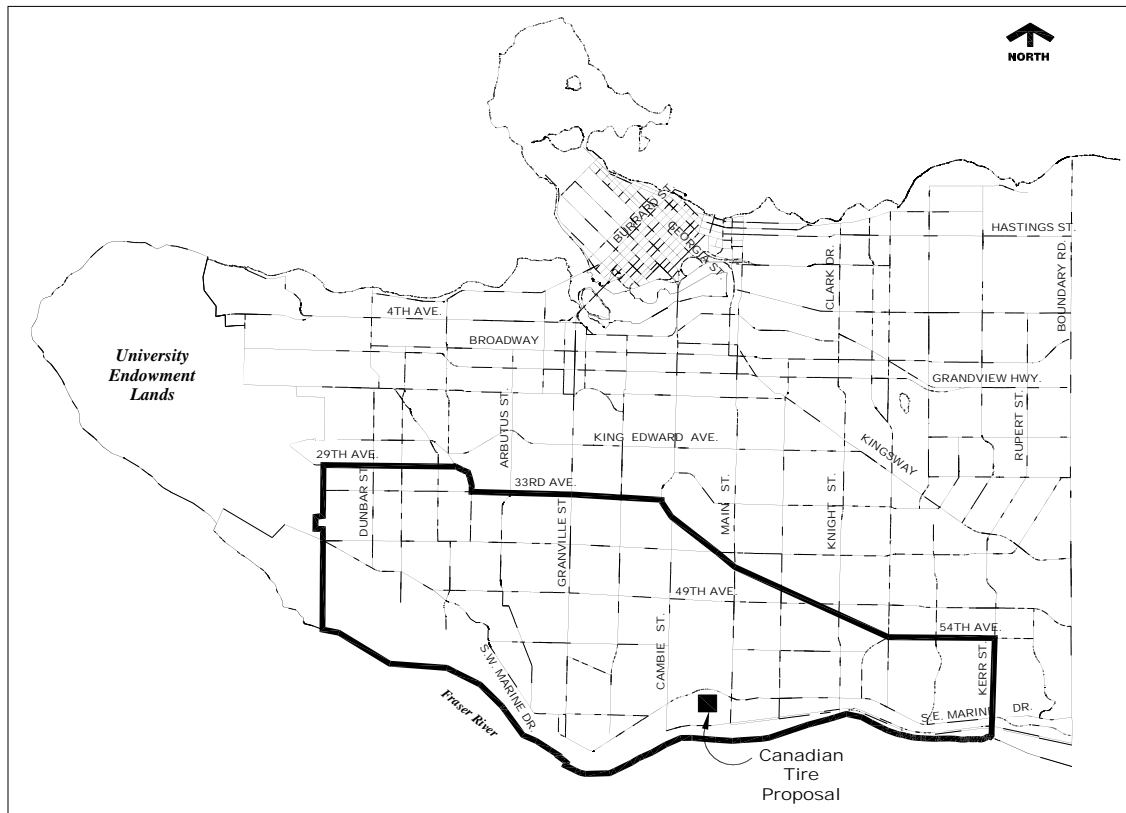 NORTH
BURRARD ST.
GEORGIA ST
HASTINGS ST.
CLARK DR.
BOUNDARY RD.
4TH AVE.
BROADWAY
University
Endowment
Lands
GRANDVIEW HWY.
ARBUTUS ST.
RUPERT ST.
KING EDWARD AVE.
KINGSWAY
29TH AVE.
DUNBAR ST.
33RD AVE.
GRANVILLE ST.
MAIN ST.
KNIGHT ST.
49TH AVE.
54TH AVE.
CAMBIE ST.
KERR ST.
S.W. MARINE DR.
Fraser River
S.E. MARINE DR.
Canadian
Tire
Proposal